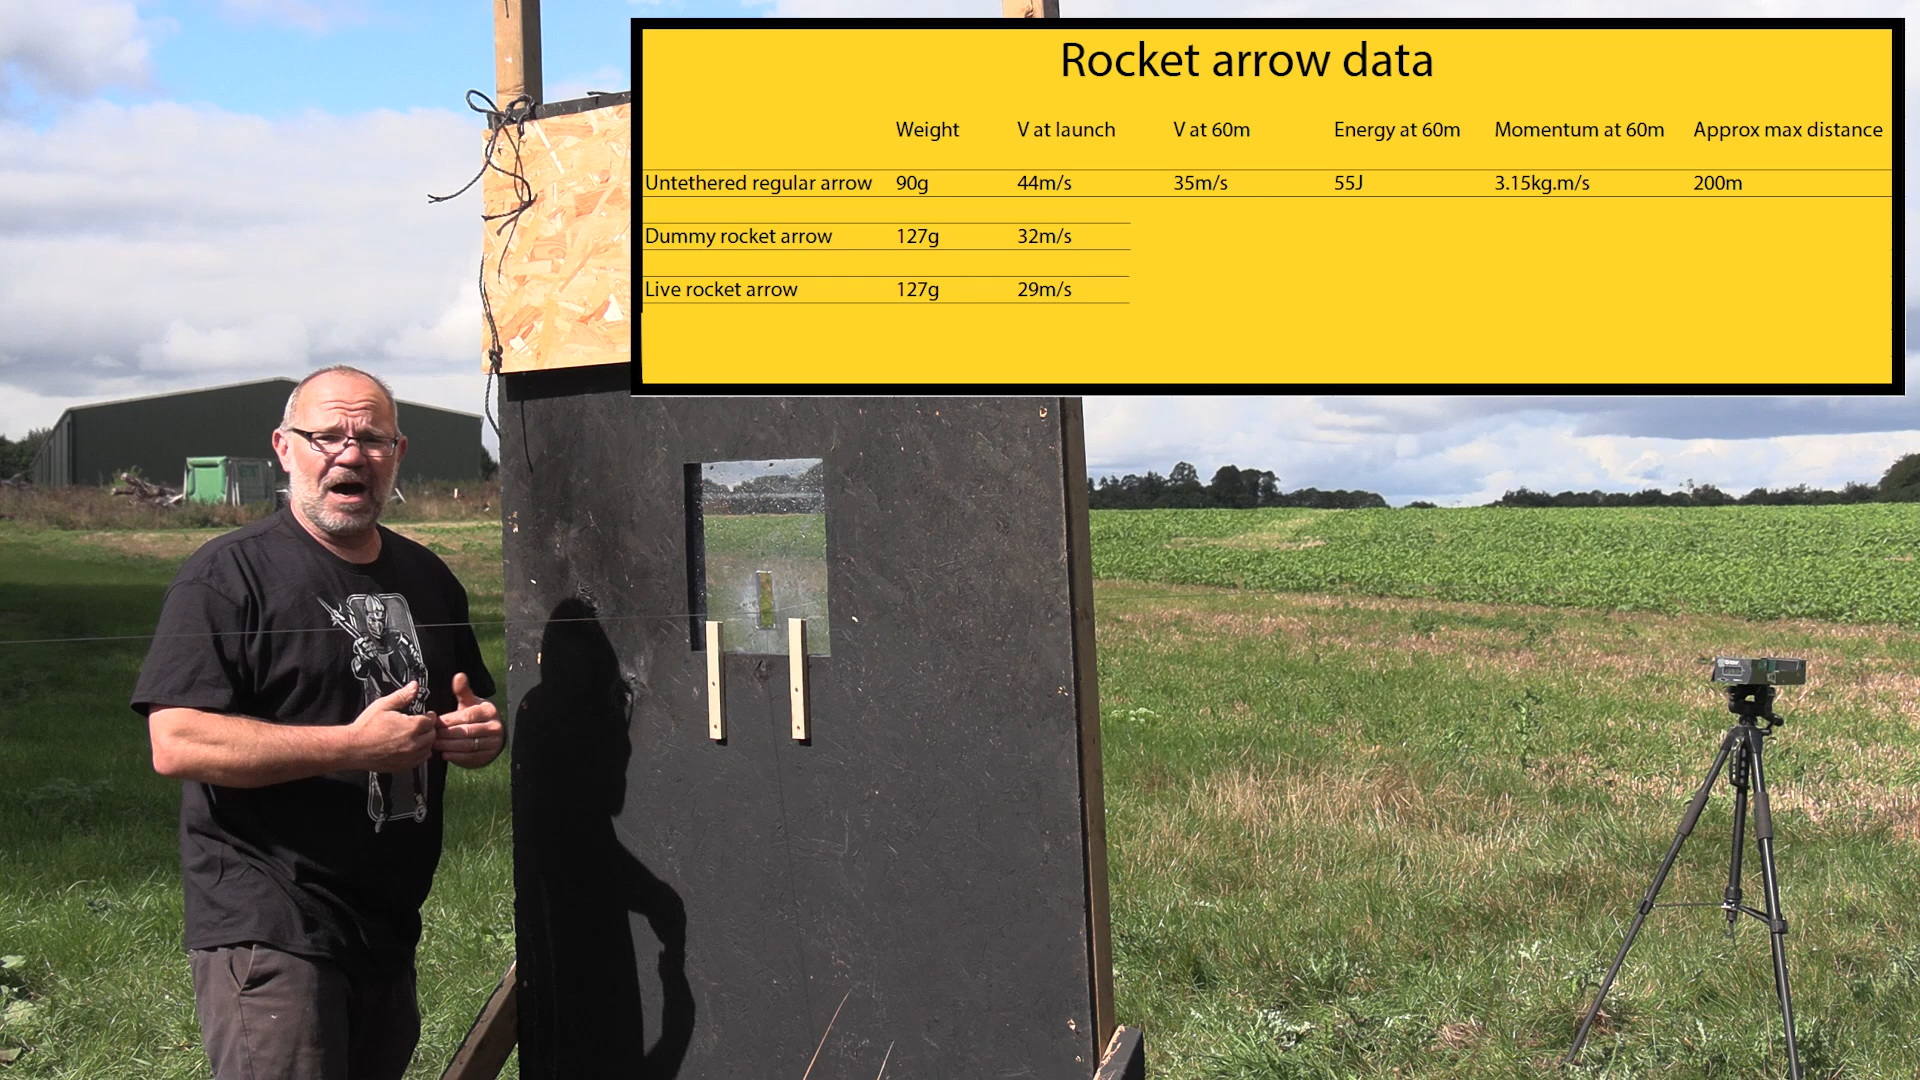 Rocket arrow data
Weight V at launch V at 60m Energy at 60m Momentum at 60m Approx max distance
Untethered regular arrow 90g 44m/s 35m/s 55J 3.15kg.m/s 200m
Dummy rocket arrow 127g 32m/s
Live rocket arrow 127g 29m/s